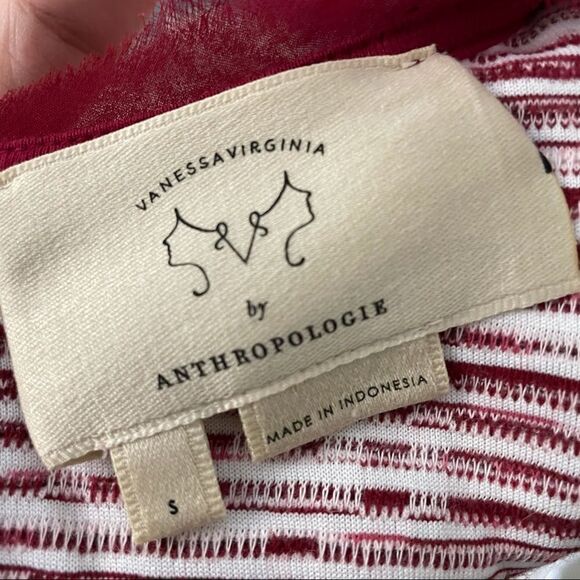 VANESSAVIRGINIA
by
ANTHROPOLOGIE
MADE IN INDONESIA
S